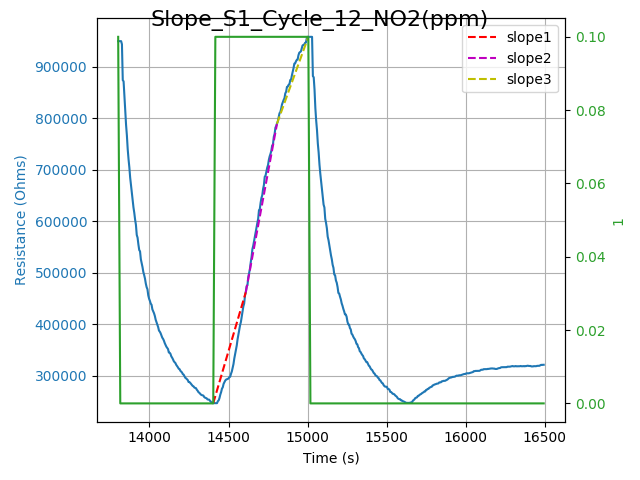 Slope_S1_Cycle_12_NO2(ppm)
slope1
slope2
slope3
900000
800000
700000
600000
500000
400000
300000
Resistance (Ohms)
0.10
0.08
0.06
0.04
0.02
0.00
1
14000 14500 15000 15500 16000 16500
Time (s)